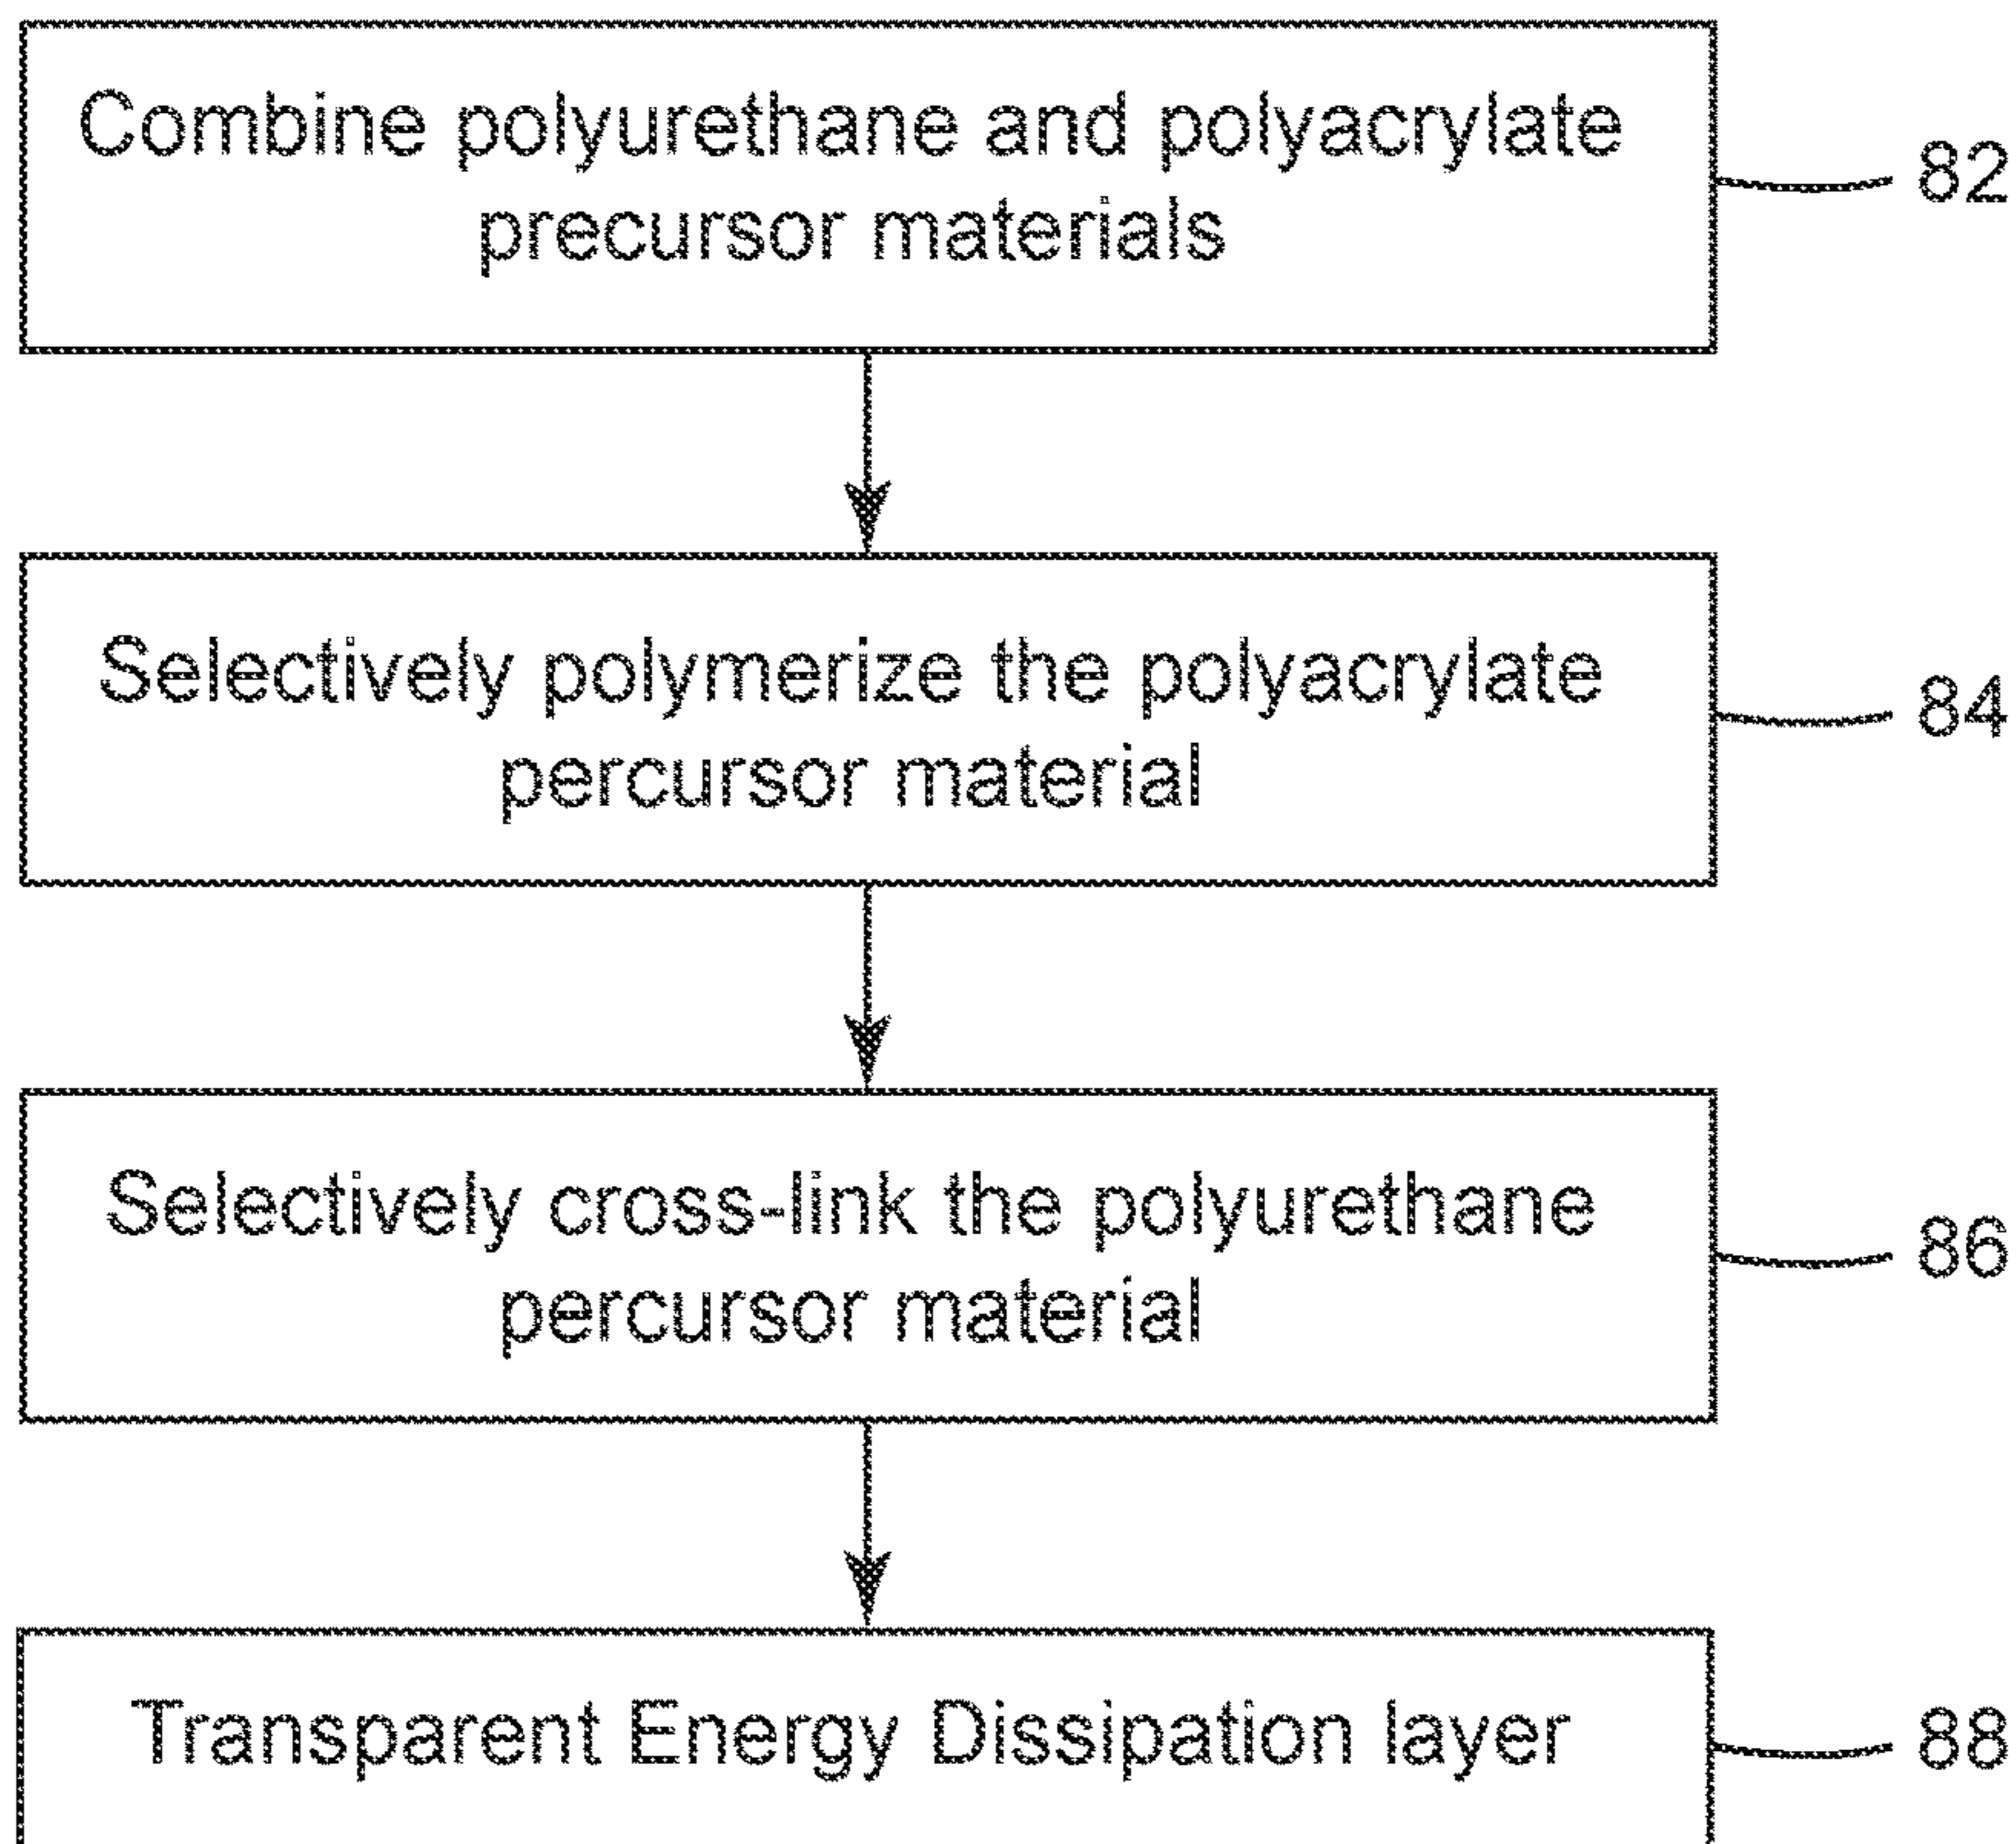 Combine polyurethane and polyacrylate
precursor materials
82
Selectively polymerize the polyacrylate
percursor material
84
Selectively cross-link the polyurethane
percursor material
86
Transparent Energy Dissipation layer
88